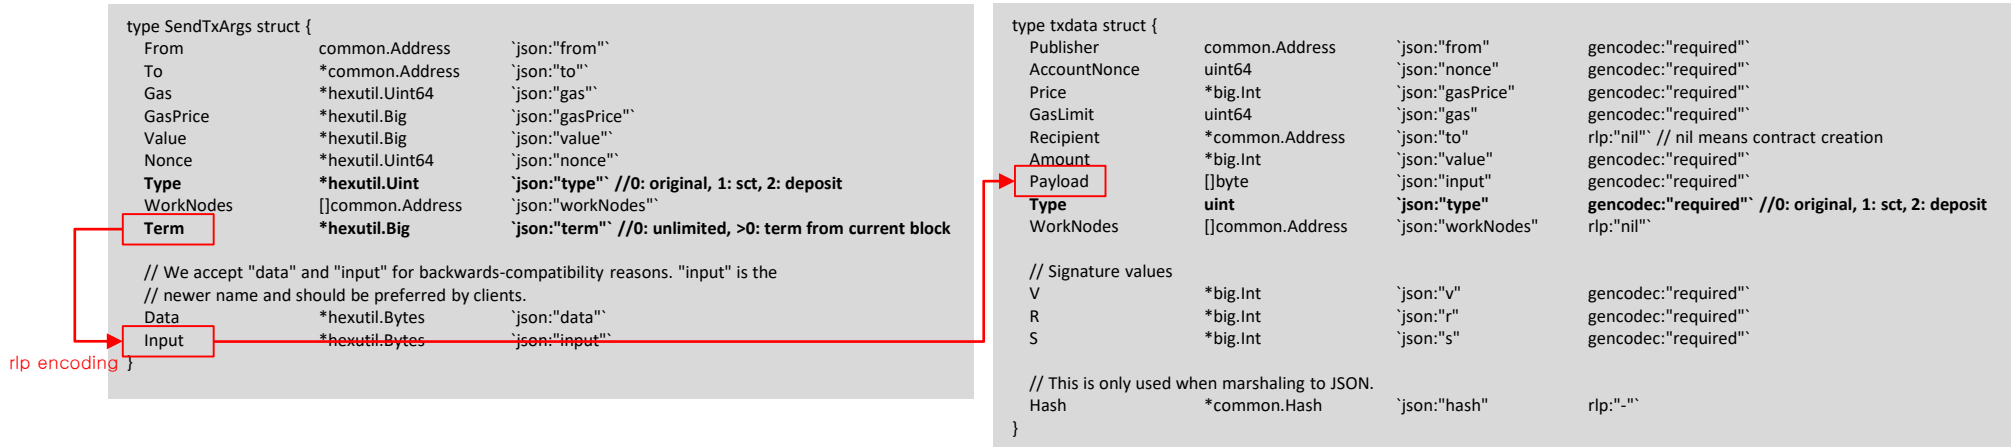 type SendTxArgs struct {
From common.Address `json:"from"`
To *common.Address `json:"to"`
Gas *hexutil.Uint64 `json:"gas"`
GasPrice *hexutil.Big `json:"gasPrice"`
Value *hexutil.Big `json:"value"`
Nonce *hexutil.Uint64 `json:"nonce"`
Type *hexutil.Uint `json:"type"` //0: original, 1: sct, 2: deposit
WorkNodes []common.Address `json:"workNodes"`
Term *hexutil.Big `json:"term"` //0: unlimited, >0: term from current block
// We accept "data" and "input" for backwards-compatibility reasons. "input" is the
// newer name and should be preferred by clients.
Data *hexutil.Bytes `json:"data"`
Input *hexutil.Bytes `json:"input"`
rlp encoding
}
type txdata struct {
Publisher common.Address `json:"from" gencodec:"required"`
AccountNonce uint64 `json:"nonce" gencodec:"required"`
Price *big.Int `json:"gasPrice" gencodec:"required"`
GasLimit uint64 `json:"gas" gencodec:"required"`
Recipient *common.Address `json:"to" rlp:"nil"` // nil means contract creation
Amount *big.Int `json:"value" gencodec:"required"`
Payload []byte `json:"input" gencodec:"required"`
Type uint `json:"type" gencodec:"required"` //0: original, 1: sct, 2: deposit
WorkNodes []common.Address `json:"workNodes" rlp:"nil"`
// Signature values
V *big.Int `json:"v" gencodec:"required"`
R *big.Int `json:"r" gencodec:"required"`
S *big.Int `json:"s" gencodec:"required"`
// This is only used when marshaling to JSON.
Hash *common.Hash `json:"hash" rlp:"-"`
}